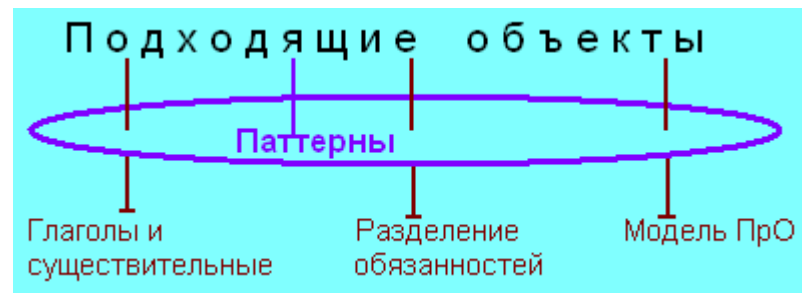 Подходящие объекты
Паттерны
Глаголы и
существительные
Разделение
обязанностей
Модель ПрО